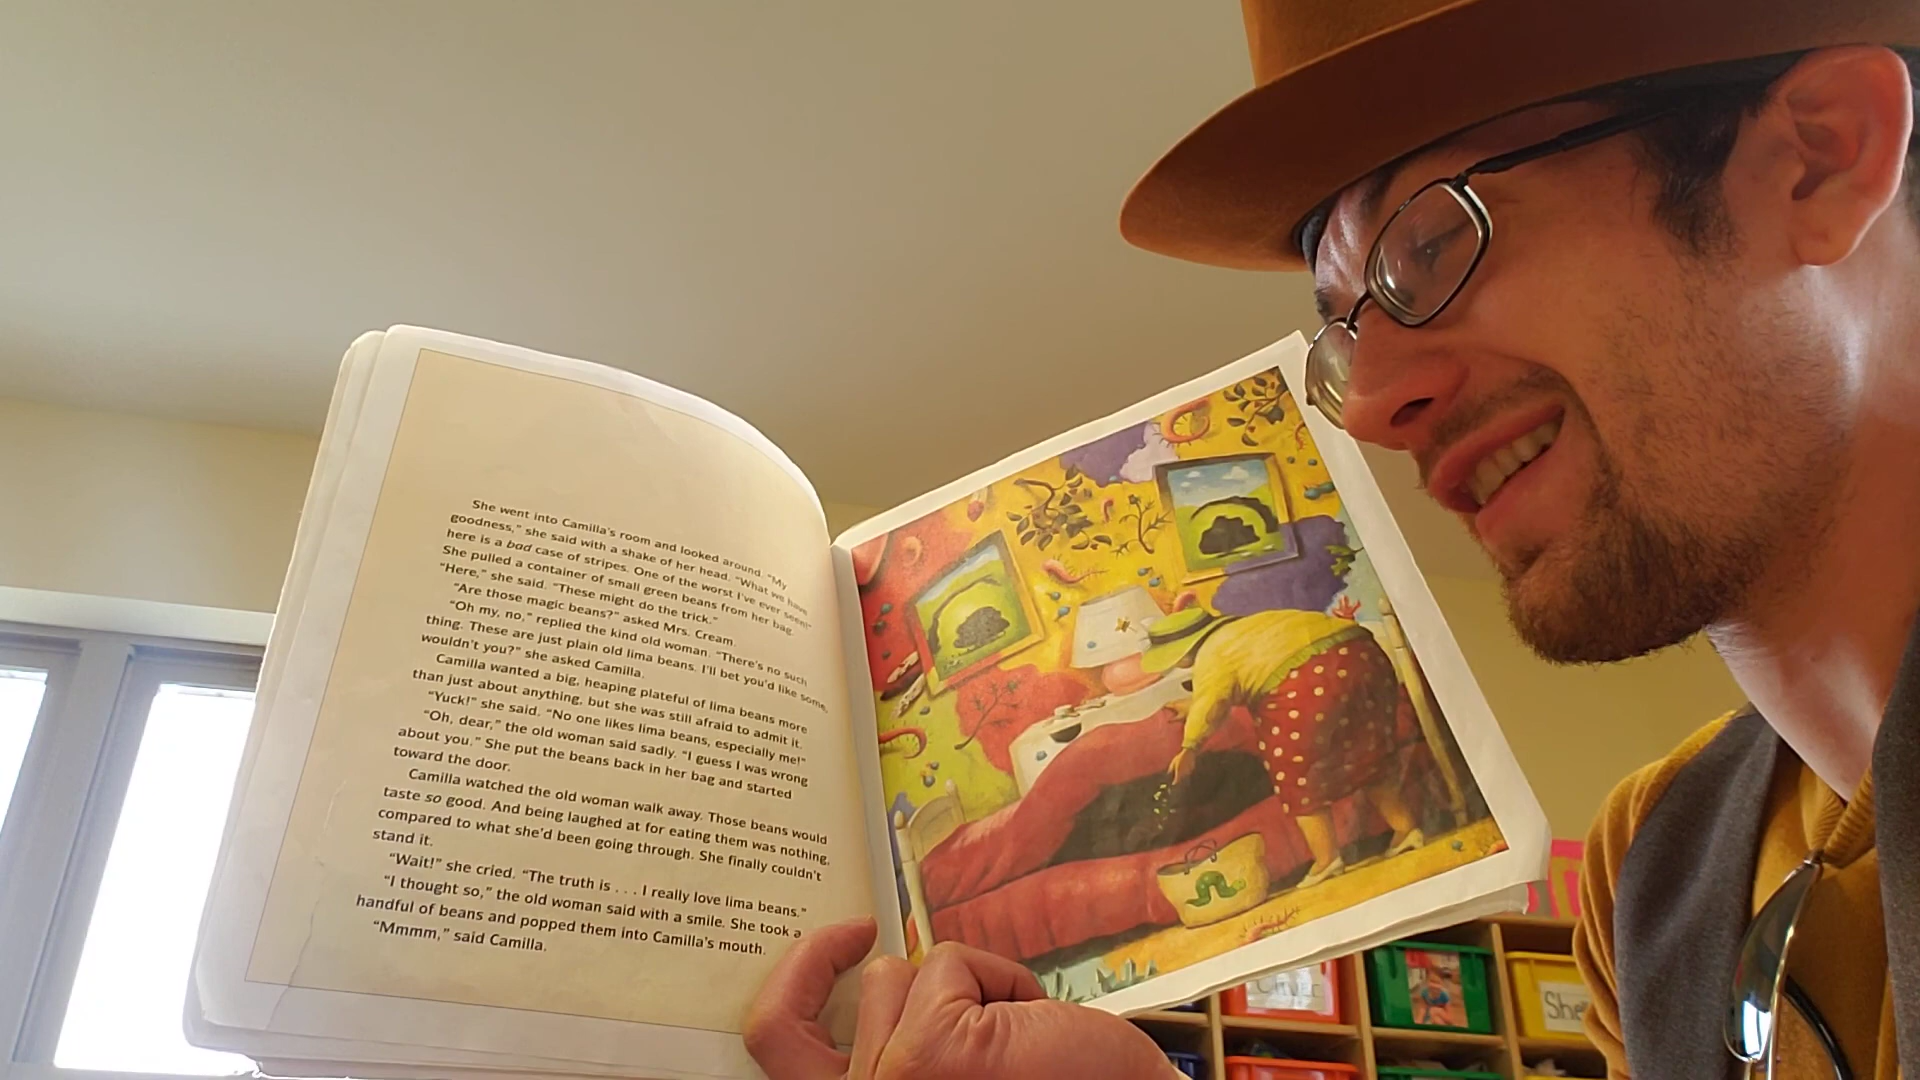 She went into Camilla's room and looked around. "My
goodness," she said with a shake of her head. "What we have
here is a bad case of stripes. One of the worst I've ever seen!"
She pulled a container of small green beans from her bag.
"Here," she said. "These might do the trick."
"Are those magic beans?" asked Mrs. Cream.
"Oh my, no," replied the kind old woman. "There's no such
thing. These are just plain old lima beans. I'll bet you'd like some,
wouldn't you?" she asked Camilla.
Camilla wanted a big, heaping plateful of lima beans more
than just about anything, but she was still afraid to admit it.
"Yuck!" she said. "No one likes lima beans, especially me!"
"Oh, dear," the old woman said sadly. "I guess I was wrong
about you." She put the beans back in her bag and started
toward the door.
Camilla watched the old woman walk away. Those beans would
taste so good. And being laughed at for eating them was nothing,
compared to what she'd been going through. She finally couldn't
stand it.
"Wait!" she cried. "The truth is . . . I really love lima beans."
"I thought so," the old woman said with a smile. She took a
handful of beans and popped them into Camilla's mouth.
"Mmmm," said Camilla.
She